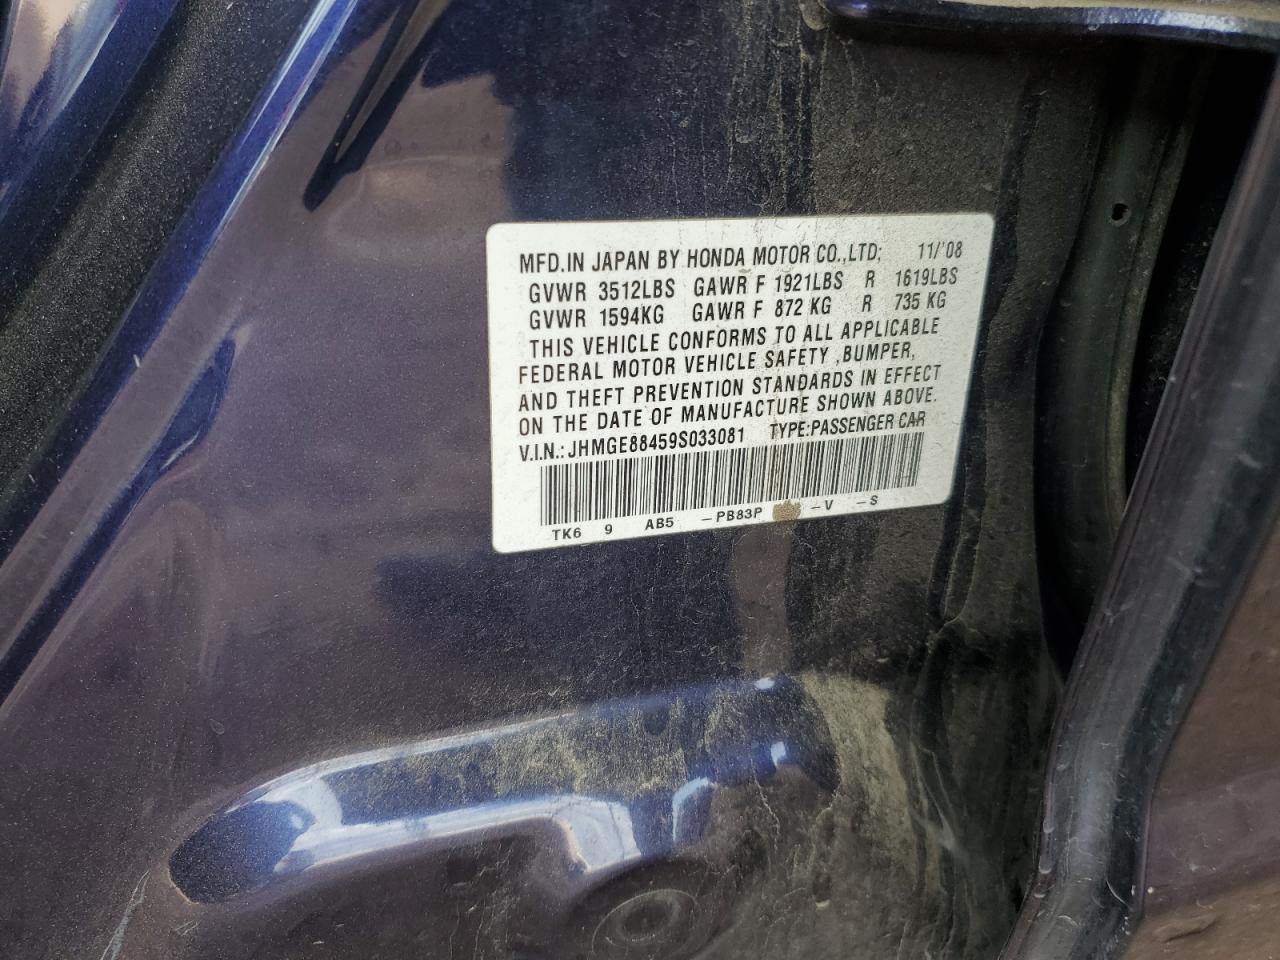 MFD.IN JAPAN BY HONDA MOTOR CO.,LTD; 11/'08
GVWR 3512LBS GAWR F 1921LBS R 1619LBS
GVWR 1594KG GAWR F 872 KG R 735 KG
THIS VEHICLE CONFORMS TO ALL APPLICABLE
FEDERAL MOTOR VEHICLE SAFETY ,BUMPER,
AND THEFT PREVENTION STANDARDS IN EFFECT
ON THE DATE OF MANUFACTURE SHOWN ABOVE.
V.I.N.: JHMGE88459S033081 TYPE:PASSENGER CAR
TK6 9 AB5 -PB83P -V -S